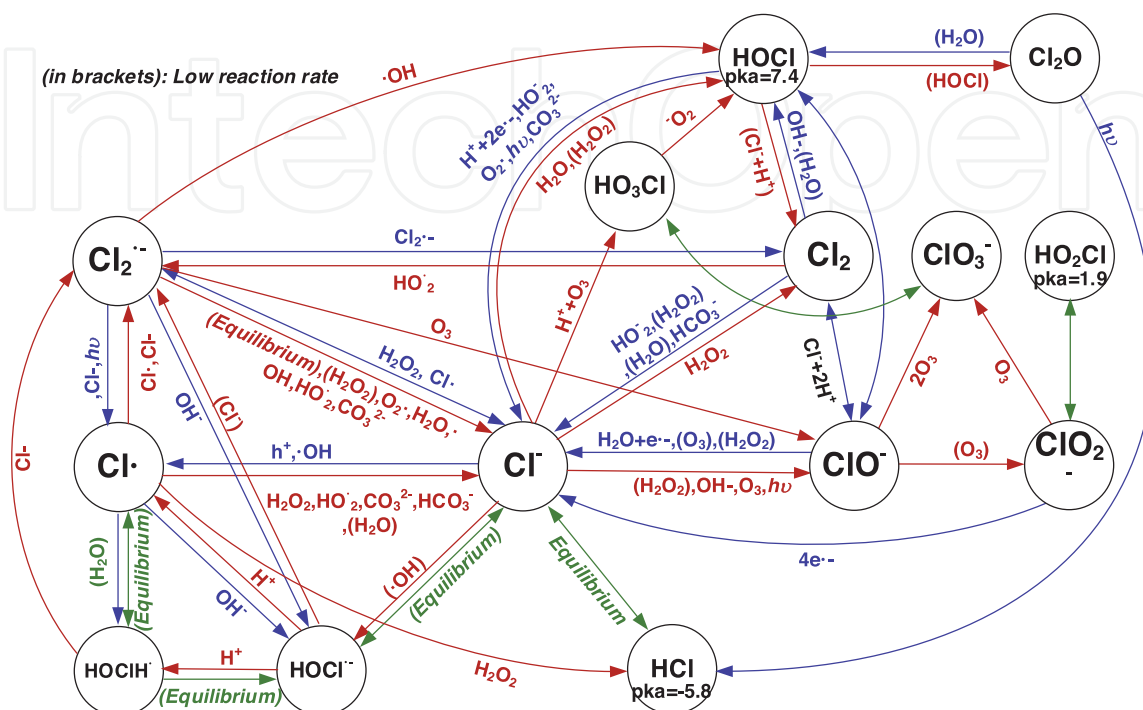 (in brackets): Low reaction rate
·OH
HOCl
pka=7.4
(H₂O)
(HOCl)
Cl₂O
hυ
H⁺+2e·-,HO·⁻₂,
O₂·⁻,hυ,CO₃²⁻
H₂O,(H₂O₂)
·O₂
HO₃Cl
(Cl⁻+H⁺)
OH-,(H₂O)
Cl₂·⁻
Cl₂·-
HO·₂
Cl₂
ClO₃⁻
HO₂Cl
pka=1.9
O₃
H⁺+O₃
HO·⁻₂,(H₂O₂)
,(H₂O),HCO₃⁻
H₂O₂
Cl⁻+2H⁺
2O₃
O₃
,Cl-,hυ
Cl·,Cl-
OH⁻
(Cl⁻)
(Equilibrium),(H₂O₂),O₂·,H₂O,·
OH,HO·₂,CO₃²⁻
H₂O₂, Cl·
Cl-
Cl·
h⁺,·OH
H₂O₂,HO·₂,CO₃²⁻,HCO₃⁻
,(H₂O)
Cl⁻
H₂O+e·-,(O₃),(H₂O₂)
(H₂O₂),OH-,O₃,hυ
ClO⁻
(O₃)
ClO₂
-
4e·-
(H₂O)
(Equilibrium)
OH⁻
H⁺
(·OH)
(Equilibrium)
Equilibrium
HOClH·
H⁺
(Equilibrium)
HOCl·⁻
H₂O₂
HCl
pka=-5.8
IntechOpen